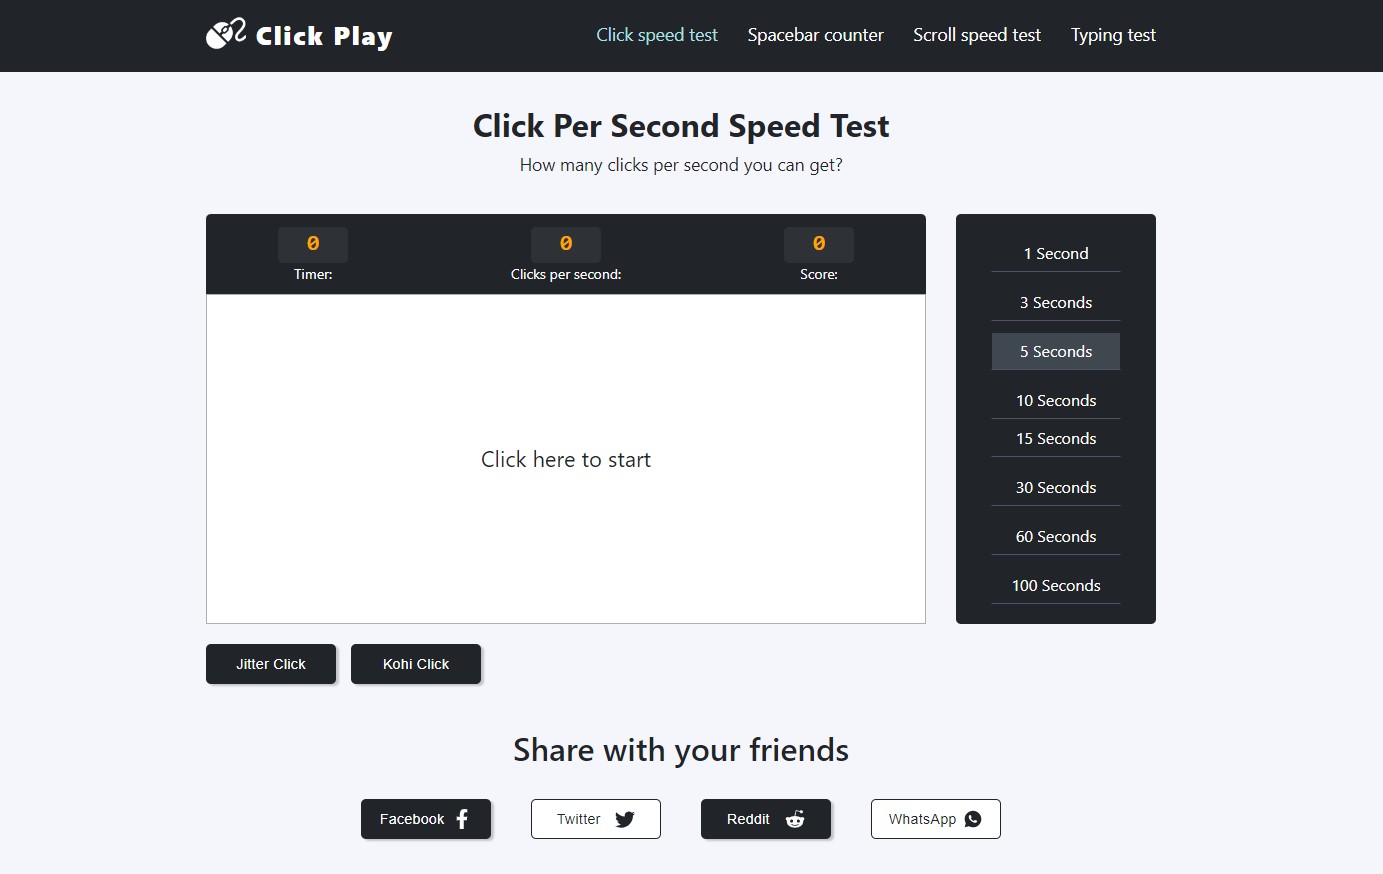 Click Play
Click speed test
Spacebar counter
Scroll speed test
Typing test
Click Per Second Speed Test
How many clicks per second you can get?
0
Timer:
0
Clicks per second:
0
Score:
Click here to start
1 Second
3 Seconds
5 Seconds
10 Seconds
15 Seconds
30 Seconds
60 Seconds
100 Seconds
Jitter Click
Kohi Click
Share with your friends
Facebook
Twitter
Reddit
WhatsApp